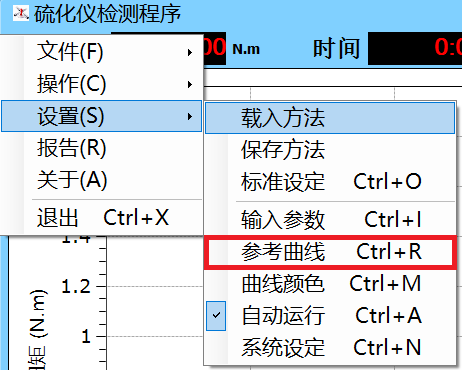 硫化仪检测程序
文件(F)
操作(C)
设置(S)
报告(R)
关于(A)
退出 Ctrl+X
00 N.m 时间 0:0
载入方法
保存方法
标准设定 Ctrl+O
输入参数 Ctrl+I
参考曲线 Ctrl+R
曲线颜色 Ctrl+M
自动运行 Ctrl+A
系统设定 Ctrl+N
1.4
1.2
1
矩 (N.m)